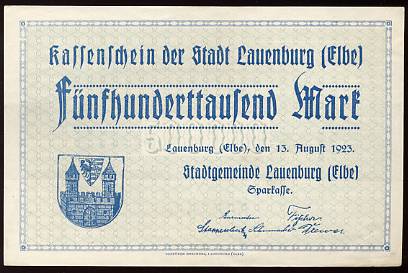 Kassenschein der Stadt Lauenburg (Elbe)
Fünfhunderttausend Mark
Lauenburg (Elbe), den 13. August 1923.
Stadtgemeinde Lauenburg (Elbe)
Sparkasse.